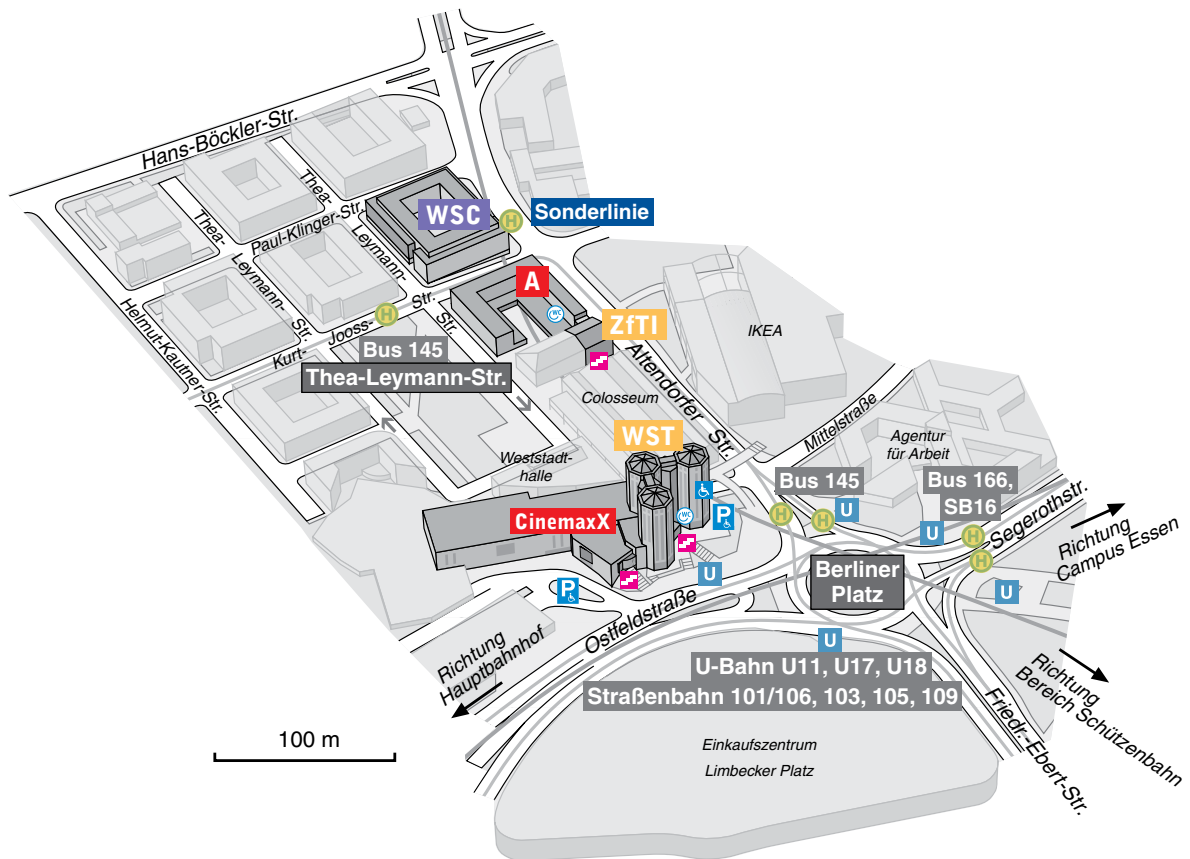 Hans-Böckler-Str.
Thea-
Leymann-
Str.
Thea-
Leymann-
Str.
Paul-Klinger-Str.
WSC
H
Sonderlinie
A
WC
ZfTI
IKEA
Helmut-Kautner-Str.
Kurt-
Jooss-
Str.
H
Bus 145
Thea-Leymann-Str.
Colosseum
Altendorfer Str.
Mittelstraße
WST
Weststadt-
halle
Agentur
für Arbeit
Bus 145
Bus 166,
SB16
CinemaxX
WC
P
H
H
U
U
H
H
Segerothstr.
Richtung
Campus Essen
U
P
Berliner
Platz
U
Ostfeldstraße
Richtung
Hauptbahnhof
U
U-Bahn U11, U17, U18
Straßenbahn 101/106, 103, 105, 109
Richtung
Bereich Schützenbahn
Friedr.-Ebert-Str.
100 m
Einkaufszentrum
Limbecker Platz